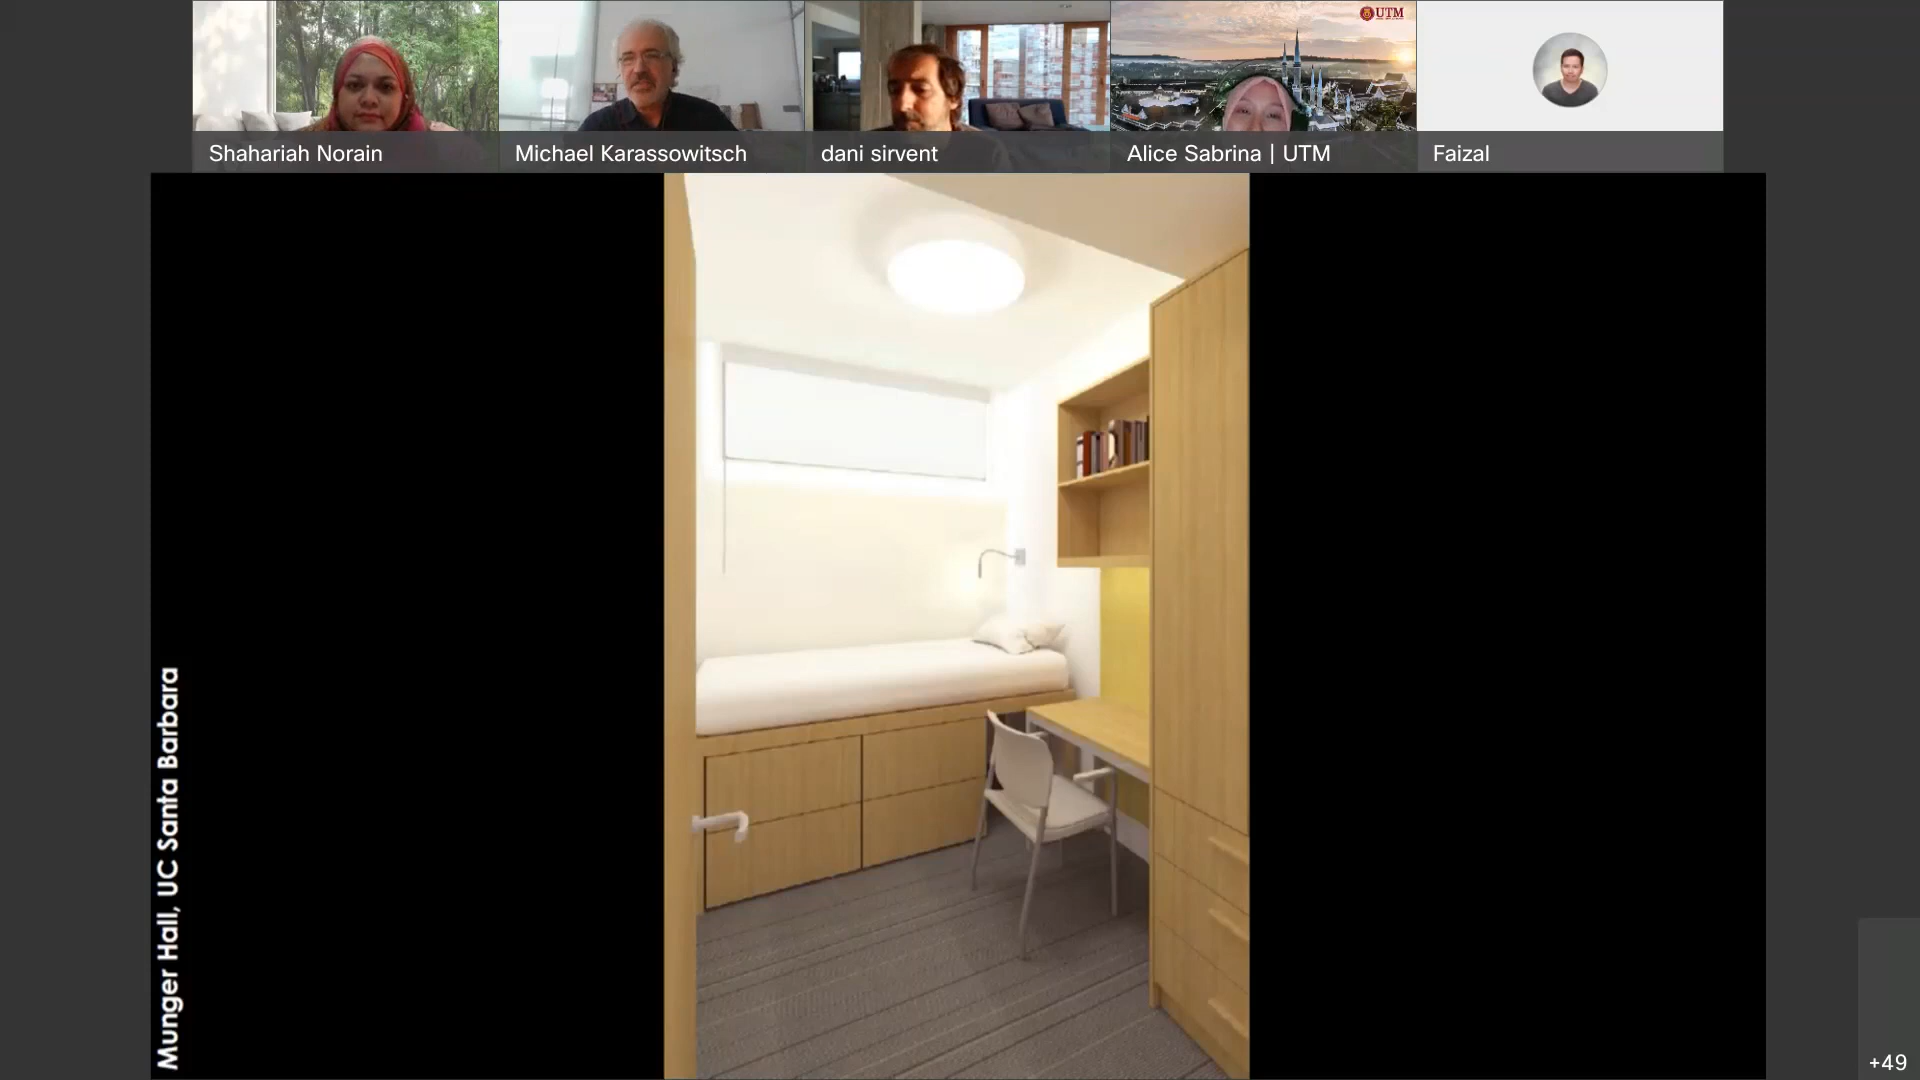 UTM
Shahariah Norain
Michael Karassowitsch
dani sirvent
Alice Sabrina | UTM
Faizal
Munger Hall, UC Santa Barbara
+49